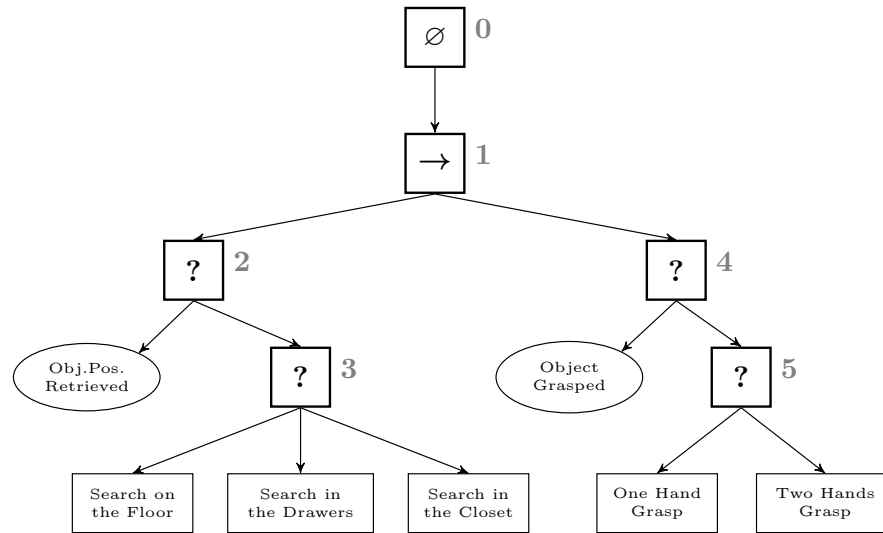 ∅ 0
→ 1
? 2
? 4
Obj.Pos.
Retrieved
? 3
Object
Grasped
? 5
Search on
the Floor
Search in
the Drawers
Search in
the Closet
One Hand
Grasp
Two Hands
Grasp